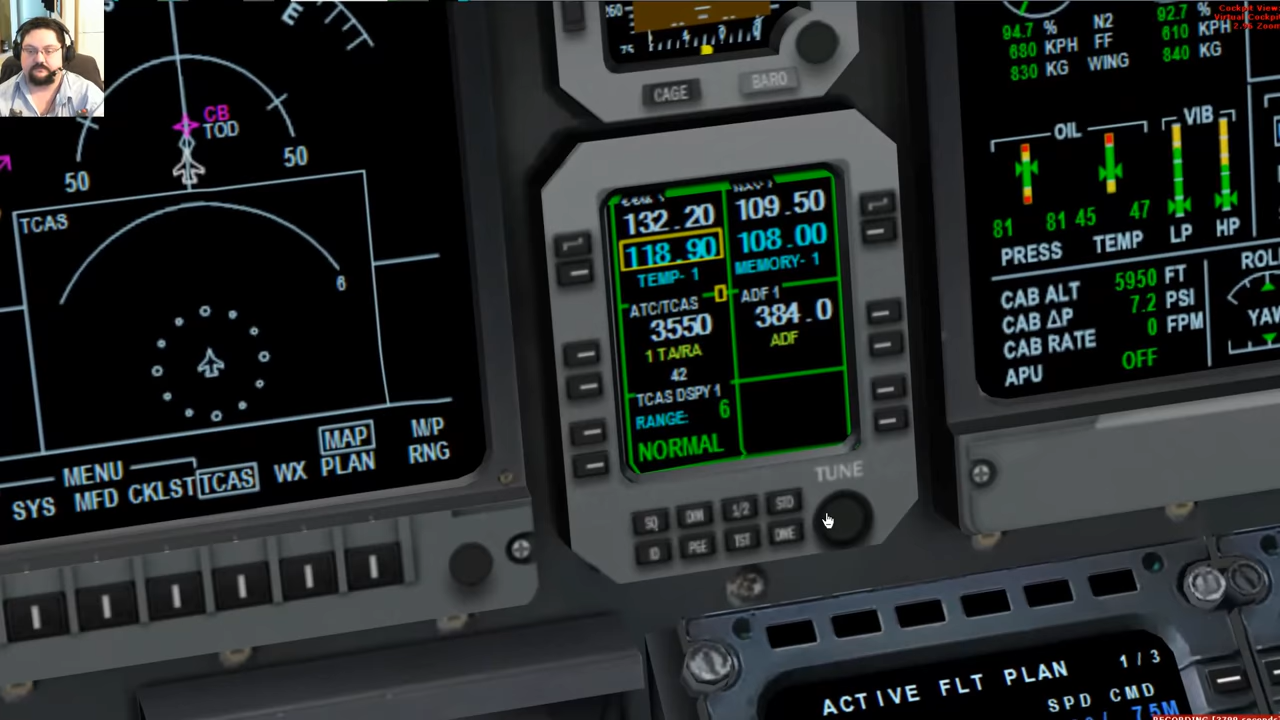 E
CB
TOD
50
50
TCAS
6
MENU
SYS MFD CKLST TCAS WX MAP PLAN M/P RNG
260
CAGE
BARO
132.20
118.90
TEMP- 1
109.50
108.00
MEMORY- 1
ATC/TCAS
3550
1 TA/RA
42
TCAS DSPY 1
RANGE: 6
NORMAL
ADF 1
384.0
ADF
TUNE
SQ DIM 1/2 STO
ID PGE TST DME
94.7 % N2 92.7 %
680 KPH FF 610 KPH
830 KG WING 840 KG
OIL
VIB
81 81 45 47
PRESS TEMP LP HP
CAB ALT 5950 FT
CAB ΔP 7.2 PSI
CAB RATE 0 FPM
APU OFF
ROLL
YAW
ACTIVE FLT PLAN 1/3
SPD CMD
Cockpit View:
Virtual Cockpit